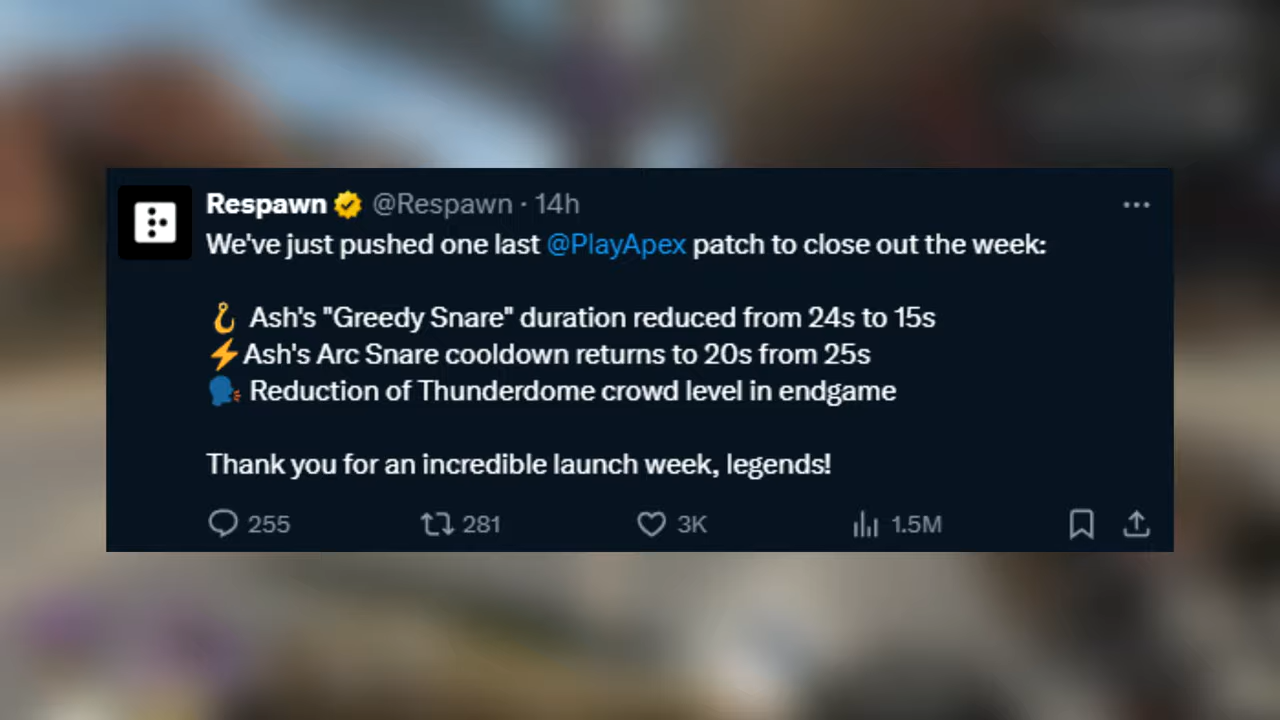 Respawn @Respawn · 14h
We've just pushed one last @PlayApex patch to close out the week:
🪝 Ash's "Greedy Snare" duration reduced from 24s to 15s
⚡Ash's Arc Snare cooldown returns to 20s from 25s
🗣️ Reduction of Thunderdome crowd level in endgame
Thank you for an incredible launch week, legends!
255 281 3K 1.5M